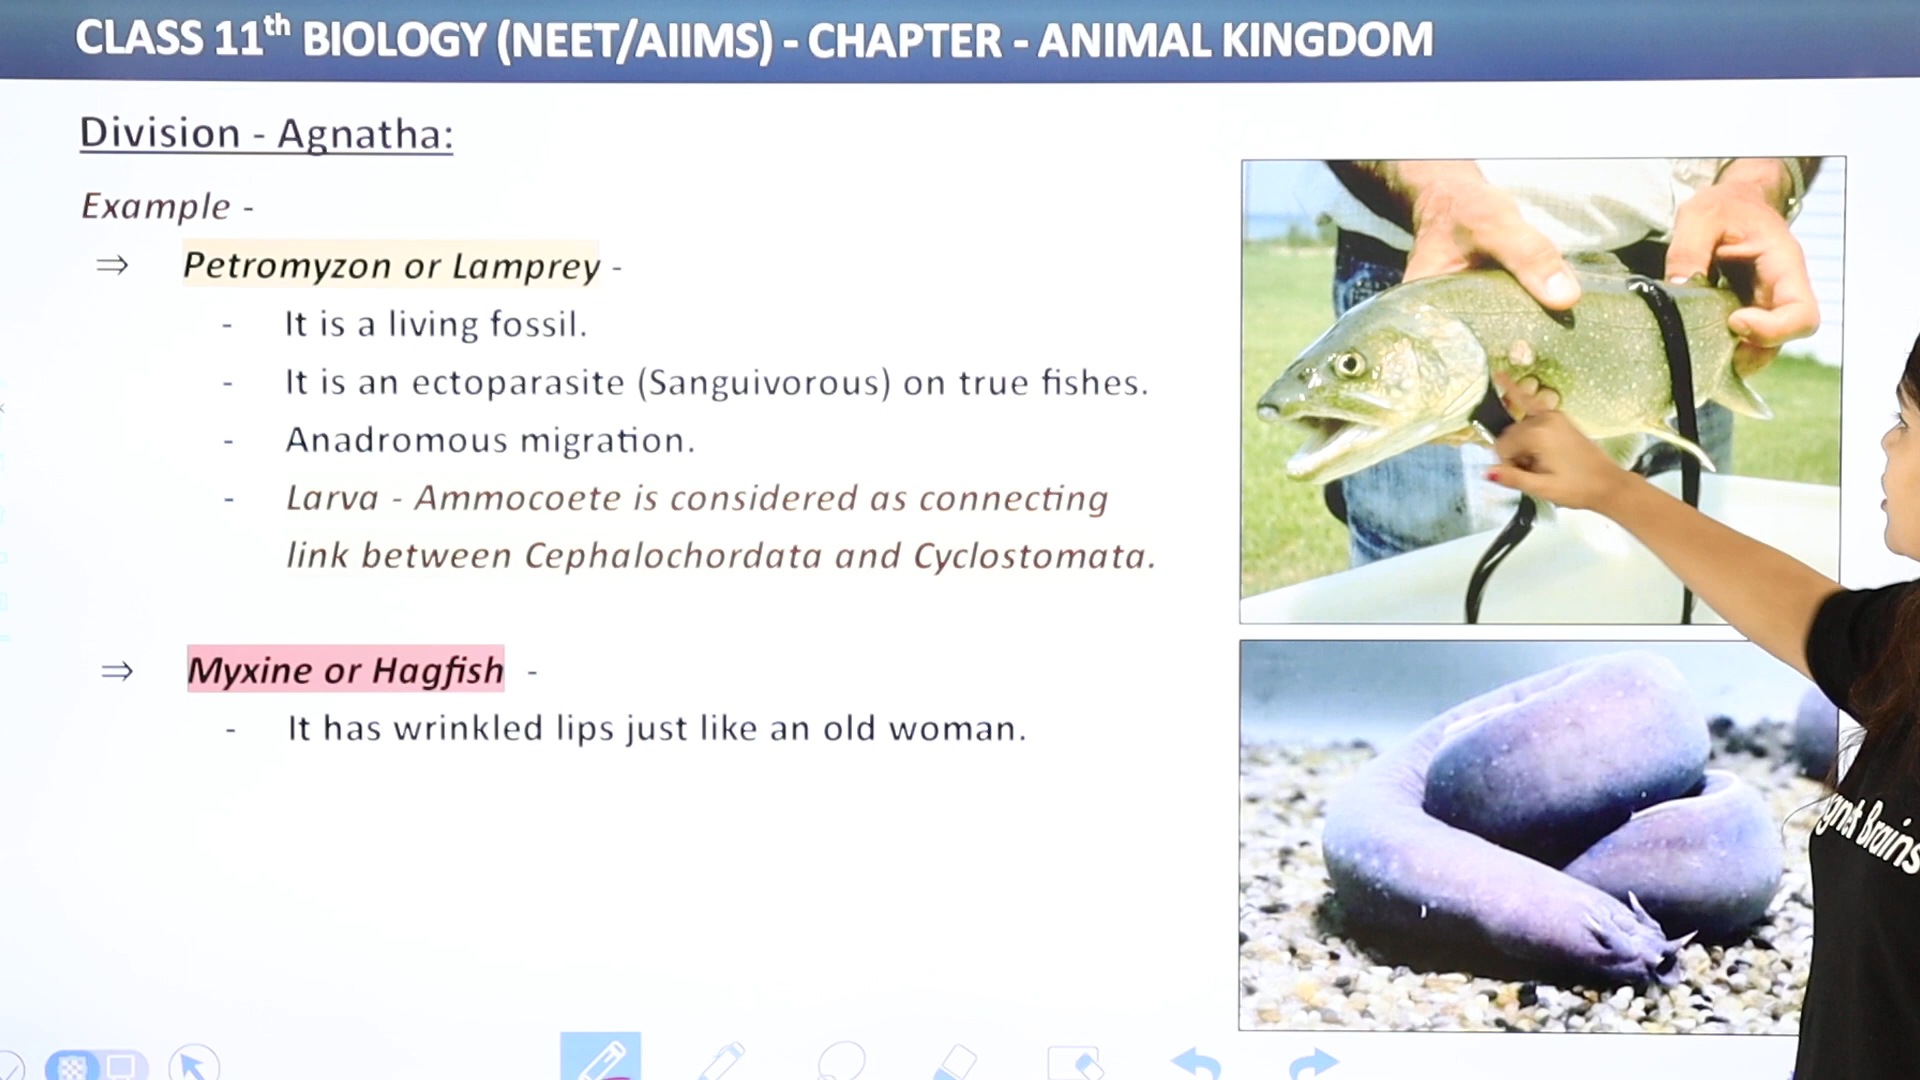 CLASS 11th BIOLOGY (NEET/AIIMS) - CHAPTER - ANIMAL KINGDOM
Division - Agnatha:
Example -
⇒ Petromyzon or Lamprey -
- It is a living fossil.
- It is an ectoparasite (Sanguivorous) on true fishes.
- Anadromous migration.
- Larva - Ammocoete is considered as connecting
link between Cephalochordata and Cyclostomata.
⇒ Myxine or Hagfish -
- It has wrinkled lips just like an old woman.
Brains